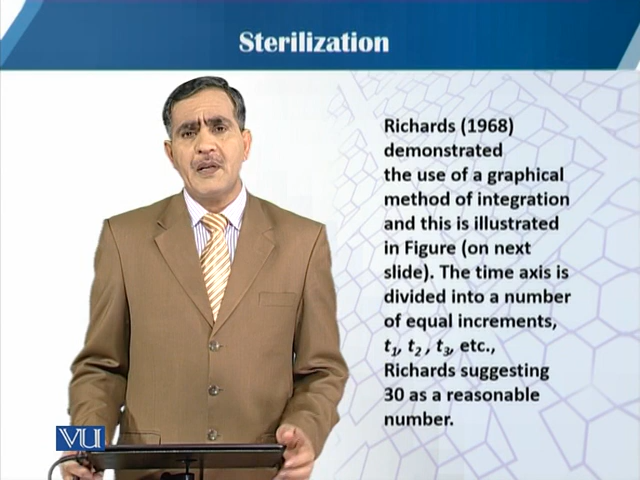 Sterilization
Richards (1968)
demonstrated
the use of a graphical
method of integration
and this is illustrated
in Figure (on next
slide). The time axis is
divided into a number
of equal increments,
t1, t2 , t3, etc.,
Richards suggesting
30 as a reasonable
number.
VU